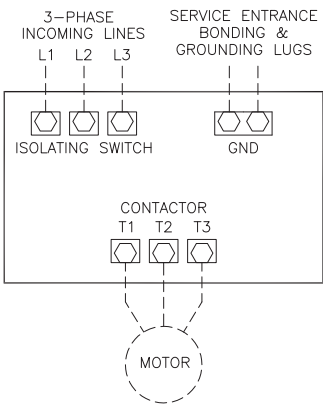 3-PHASE
INCOMING LINES
L1 L2 L3
SERVICE ENTRANCE
BONDING &
GROUNDING LUGS
ISOLATING SWITCH
GND
CONTACTOR
T1 T2 T3
MOTOR